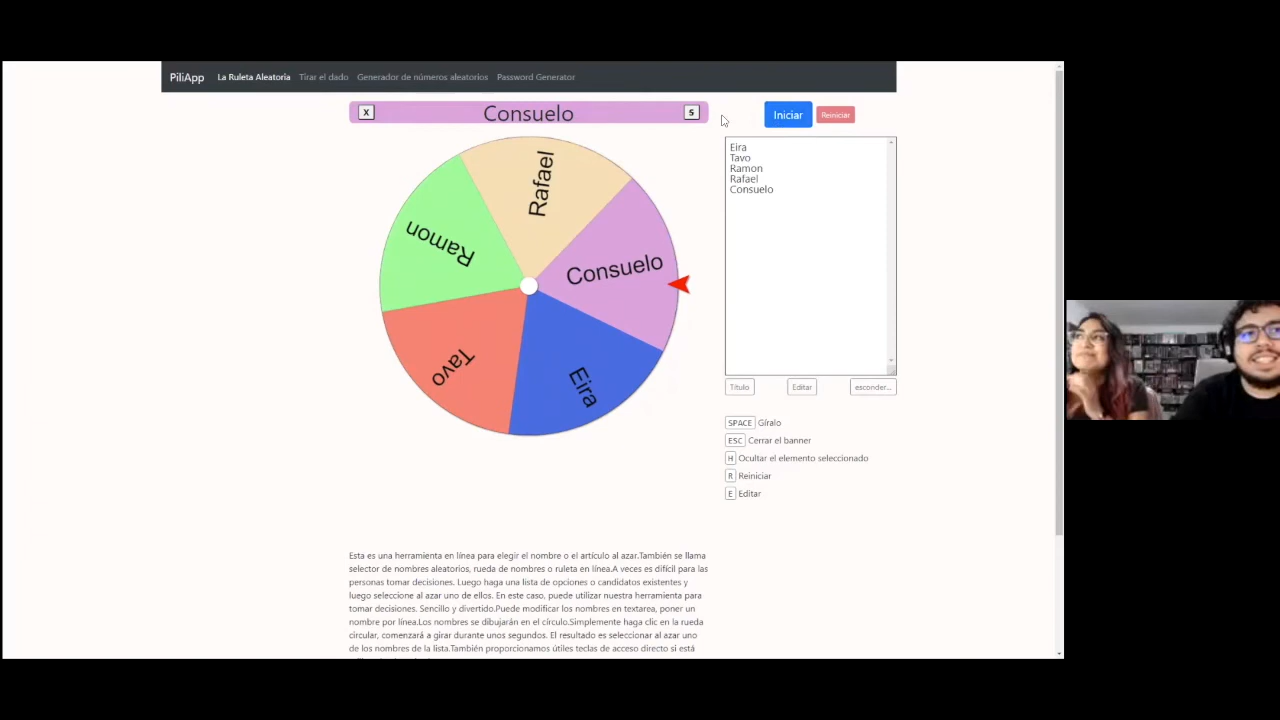 PiliApp La Ruleta Aleatoria Tirar el dado Generador de números aleatorios Password Generator
X Consuelo S
Iniciar Reiniciar
Rafael
Ramon
Consuelo
Tavo
Eira
Eira
Tavo
Ramon
Rafael
Consuelo
Título Editar esconder...
SPACE Gíralo
ESC Cerrar el banner
H Ocultar el elemento seleccionado
R Reiniciar
E Editar
Esta es una herramienta en línea para elegir el nombre o el artículo al azar.También se llama
selector de nombres aleatorios, rueda de nombres o ruleta en línea.A veces es difícil para las
personas tomar decisiones. Luego haga una lista de opciones o candidatos existentes y
luego seleccione al azar uno de ellos. En este caso, puede utilizar nuestra herramienta para
tomar decisiones. Sencillo y divertido.Puede modificar los nombres en textarea, poner un
nombre por línea.Los nombres se dibujarán en el círculo.Simplemente haga clic en la rueda
circular, comenzará a girar durante unos segundos. El resultado es seleccionar al azar uno
de los nombres de la lista.También proporcionamos útiles teclas de acceso directo si está